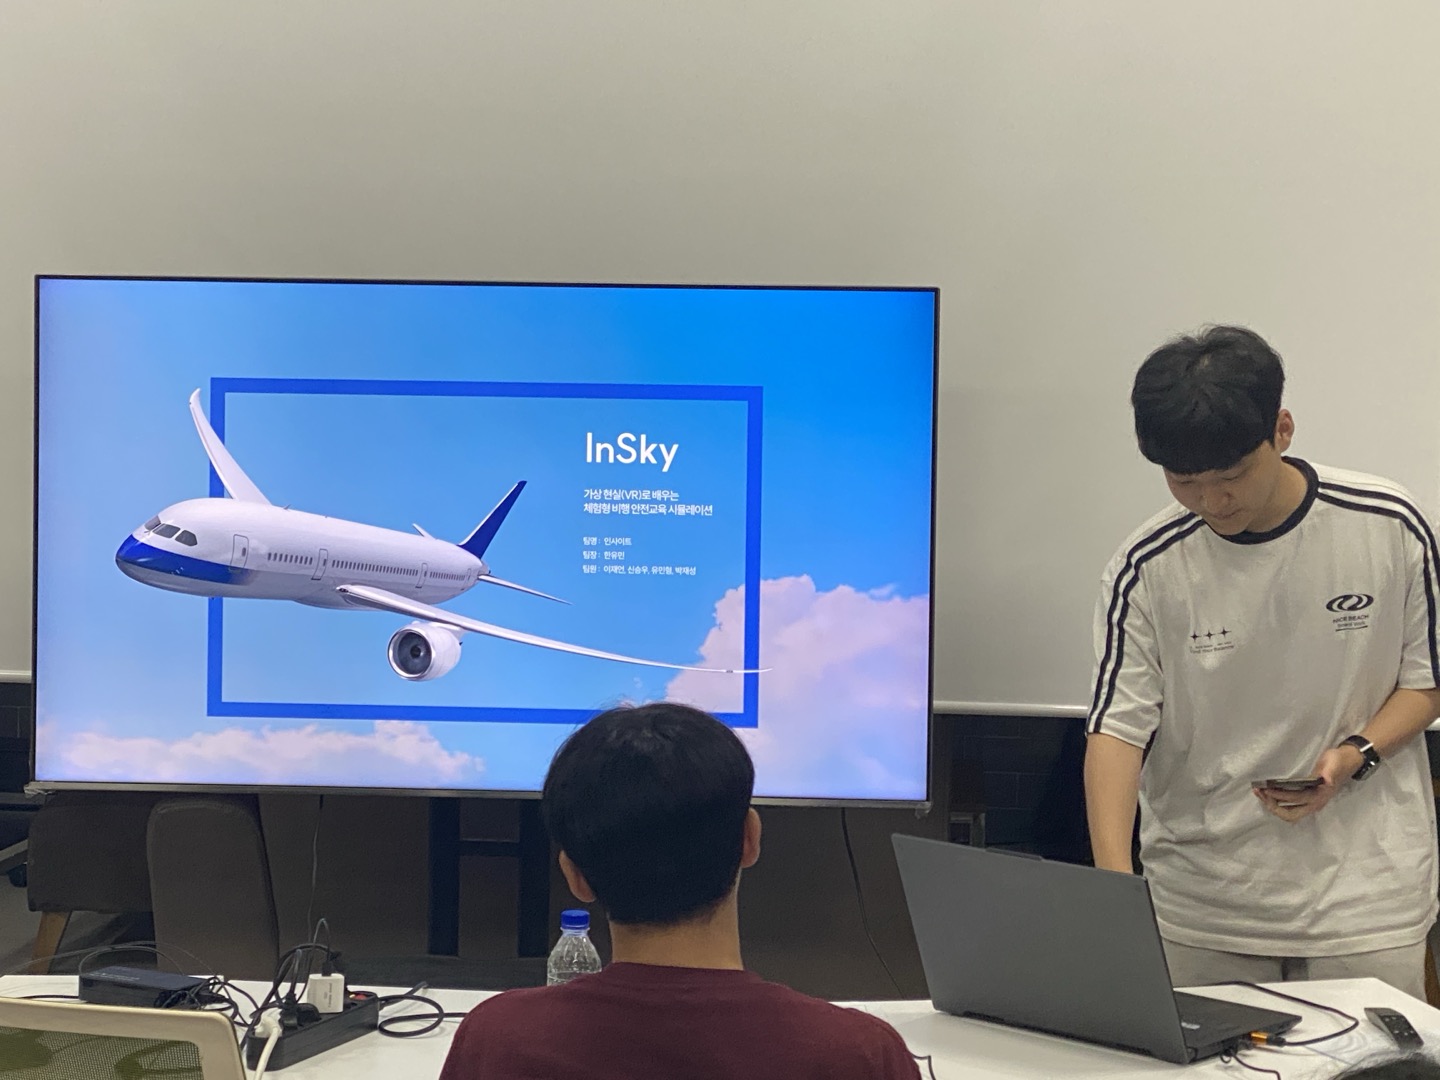 InSky
가상 현실(VR)로 배우는
체험형 비행 안전교육 시뮬레이션
팀명 : 인사이트
팀장 : 한유민
팀원 : 이재언, 신승우, 유민형, 박재성
NICE BEACH